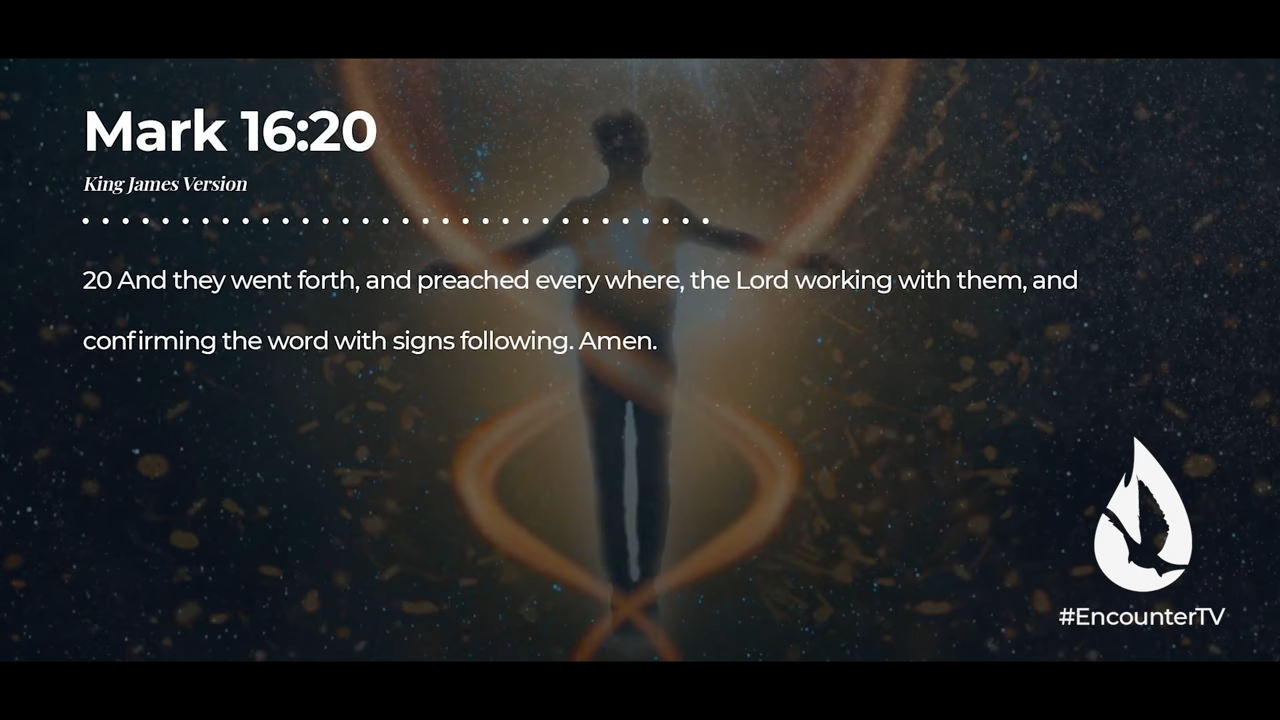 Mark 16:20
King James Version
20 And they went forth, and preached every where, the Lord working with them, and
confirming the word with signs following. Amen.
#EncounterTV